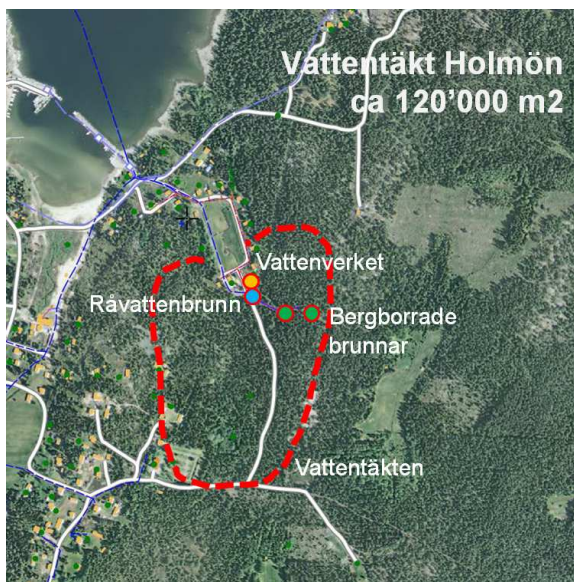 Vattentäkt Holmön
ca 120’000 m2
Vattenverket
Råvattenbrunn
Bergborrade
brunnar
Vattentäkten